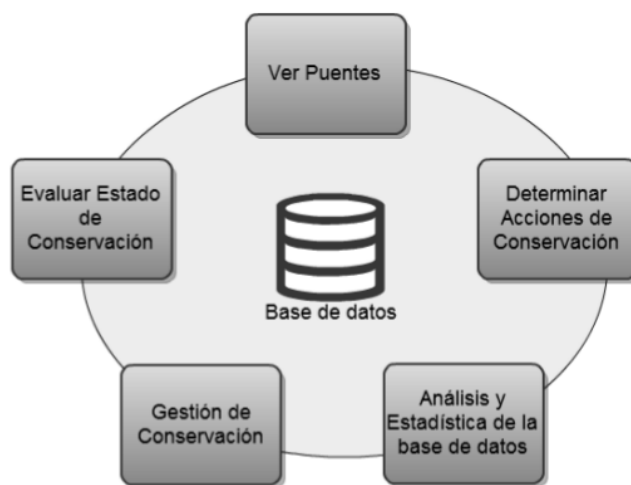 Ver Puentes
Evaluar Estado
de
Conservación
Determinar
Acciones de
Conservación
Base de datos
Gestión de
Conservación
Análisis y
Estadística de la
base de datos